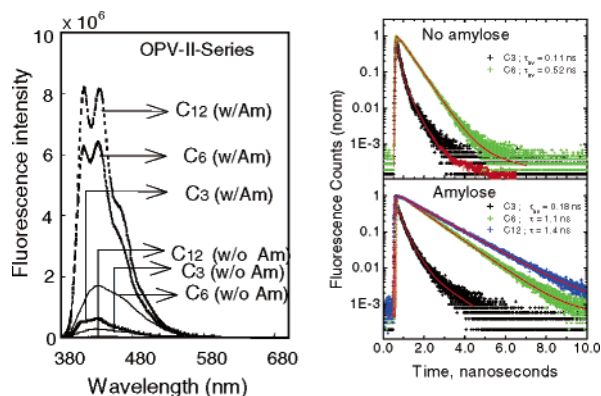 10 × 10⁶
OPV-II-Series
8
6
4
2
0
Fluorescence intensity
C12 (w/Am)
C6 (w/Am)
C3 (w/Am)
C12 (w/o Am)
C3 (w/o Am)
C6 (w/o Am)
380 480 580 680
Wavelength (nm)
No amylose
C3 ; τav = 0.11 ns
C6 ; τav = 0.52 ns
1
0.1
0.01
1E-3
Fluorescence Counts (norm)
Amylose
C3 ; τav = 0.18 ns
C6 ; τ = 1.1 ns
C12 ; τ = 1.4 ns
1
0.1
0.01
1E-3
0.0 2.0 4.0 6.0 8.0 10.0
Time, nanoseconds